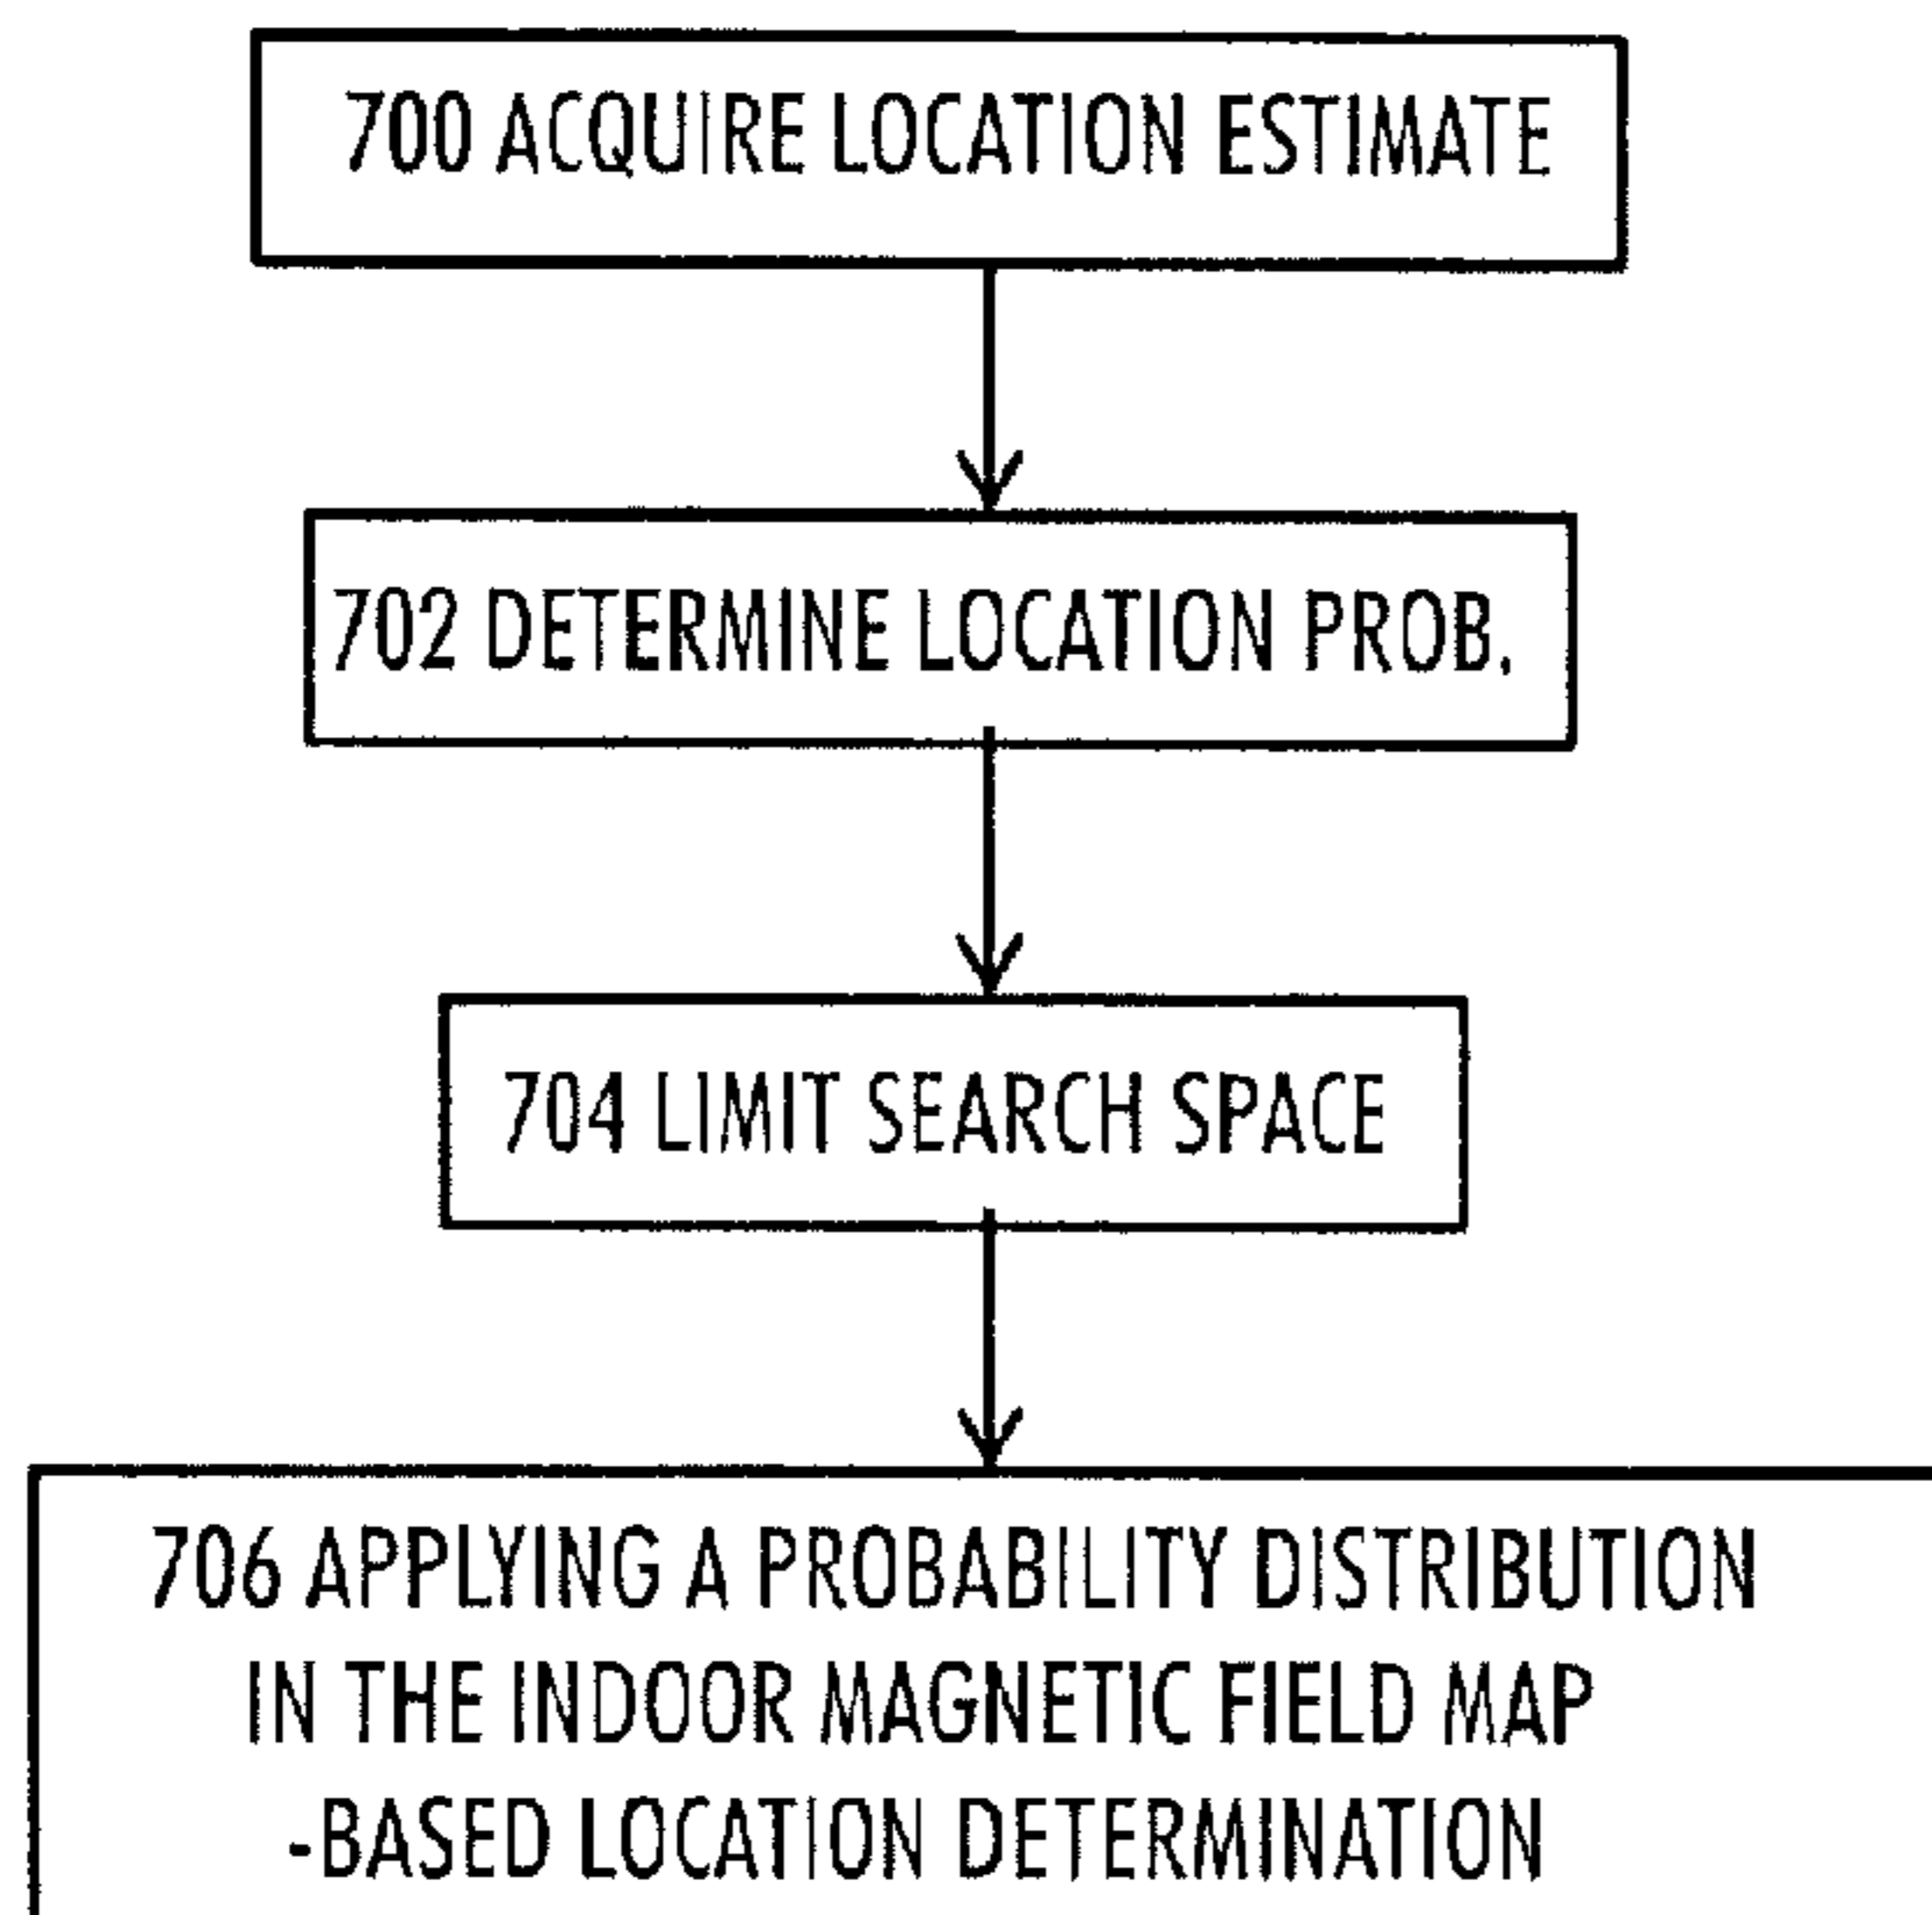 700 ACQUIRE LOCATION ESTIMATE
702 DETERMINE LOCATION PROB.
704 LIMIT SEARCH SPACE
706 APPLYING A PROBABILITY DISTRIBUTION
IN THE INDOOR MAGNETIC FIELD MAP
-BASED LOCATION DETERMINATION